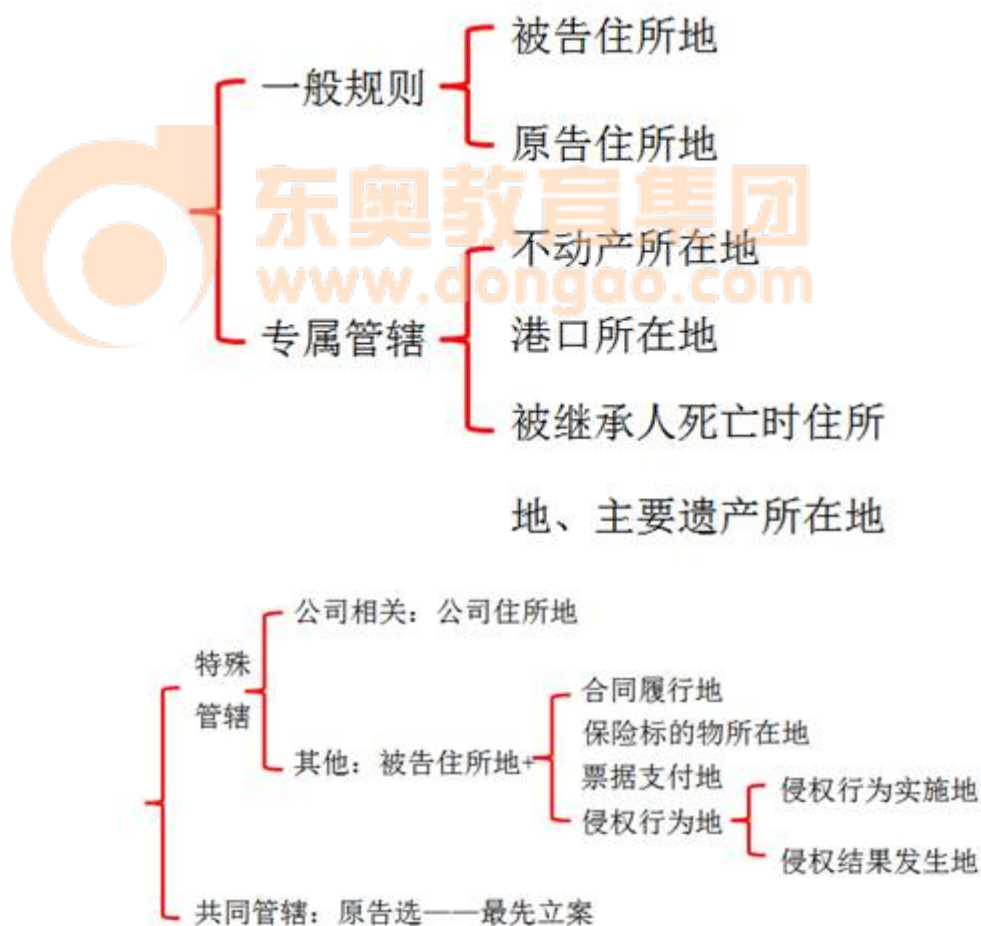 被告住所地
一般规则
原告住所地
东奥教育集团
不动产所在地
www.dongao.com
专属管辖
港口所在地
被继承人死亡时住所
地、主要遗产所在地
公司相关：公司住所地
特殊
管辖
合同履行地
保险标的物所在地
其他：被告住所地+
票据支付地
侵权行为实施地
侵权行为地
侵权结果发生地
共同管辖：原告选——最先立案